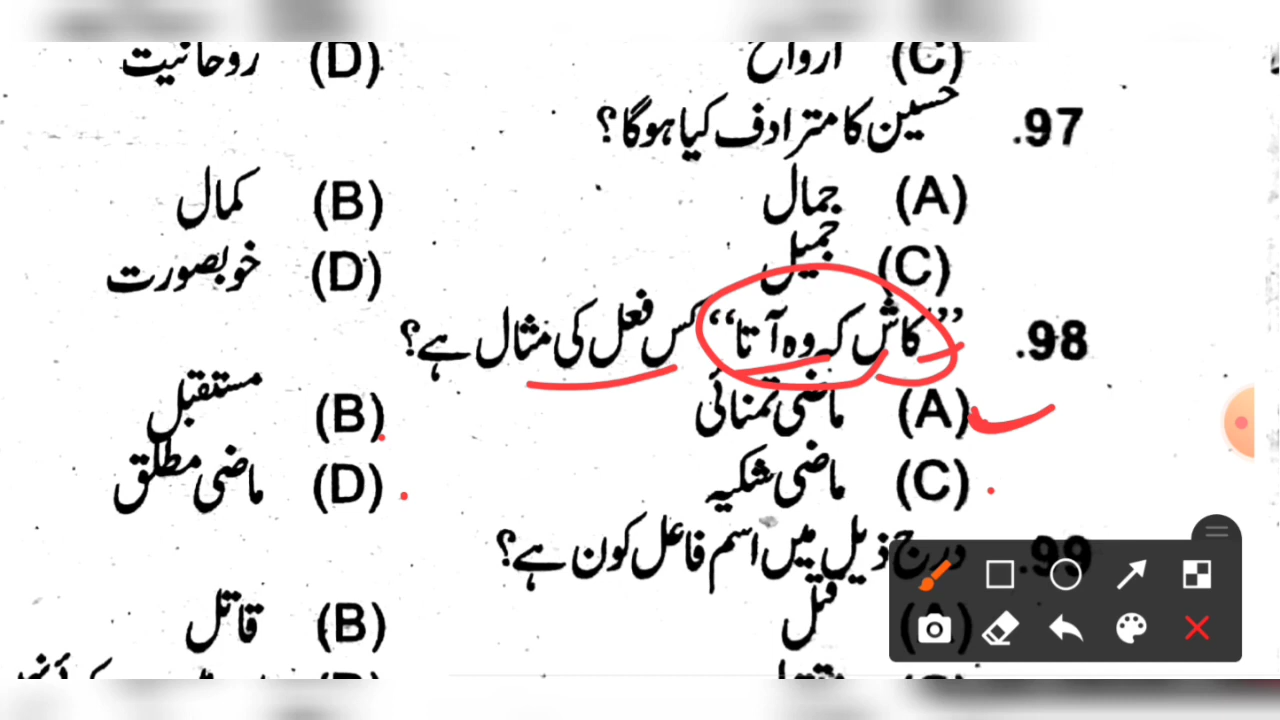 (C) ارواح (D) روحانیت
97. حسین کا مترادف کیا ہوگا؟
(A) جمال (B) کمال
(C) جمیل (D) خوبصورت
98. ’’کاش کہ وہ آتا‘‘ کس فعل کی مثال ہے؟
(A) ماضی تمنائی (B) مستقبل
(C) ماضی شکیہ (D) ماضی مطلق
99. درج ذیل میں اسم فاعل کون ہے؟
(A) قتل (B) قاتل